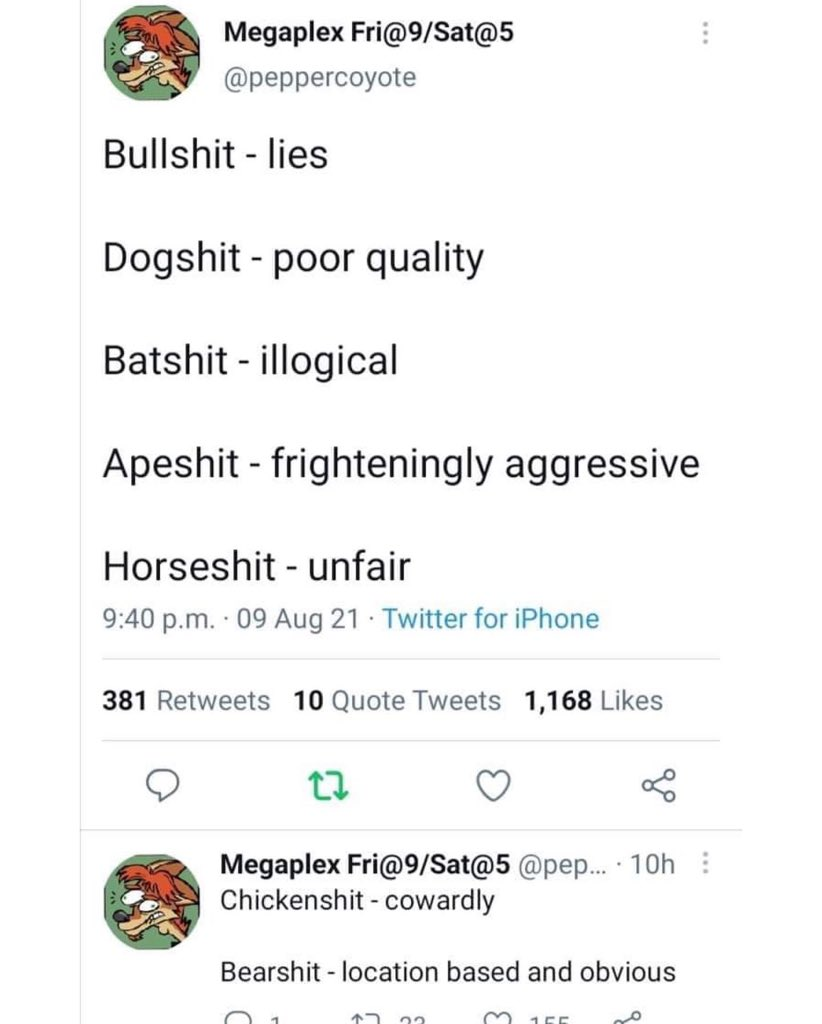 Megaplex Fri@9/Sat@5
@peppercoyote
Bullshit - lies
Dogshit - poor quality
Batshit - illogical
Apeshit - frighteningly aggressive
Horseshit - unfair
9:40 p.m. · 09 Aug 21 · Twitter for iPhone
381 Retweets 10 Quote Tweets 1,168 Likes
Megaplex Fri@9/Sat@5 @pep... · 10h
Chickenshit - cowardly
Bearshit - location based and obvious